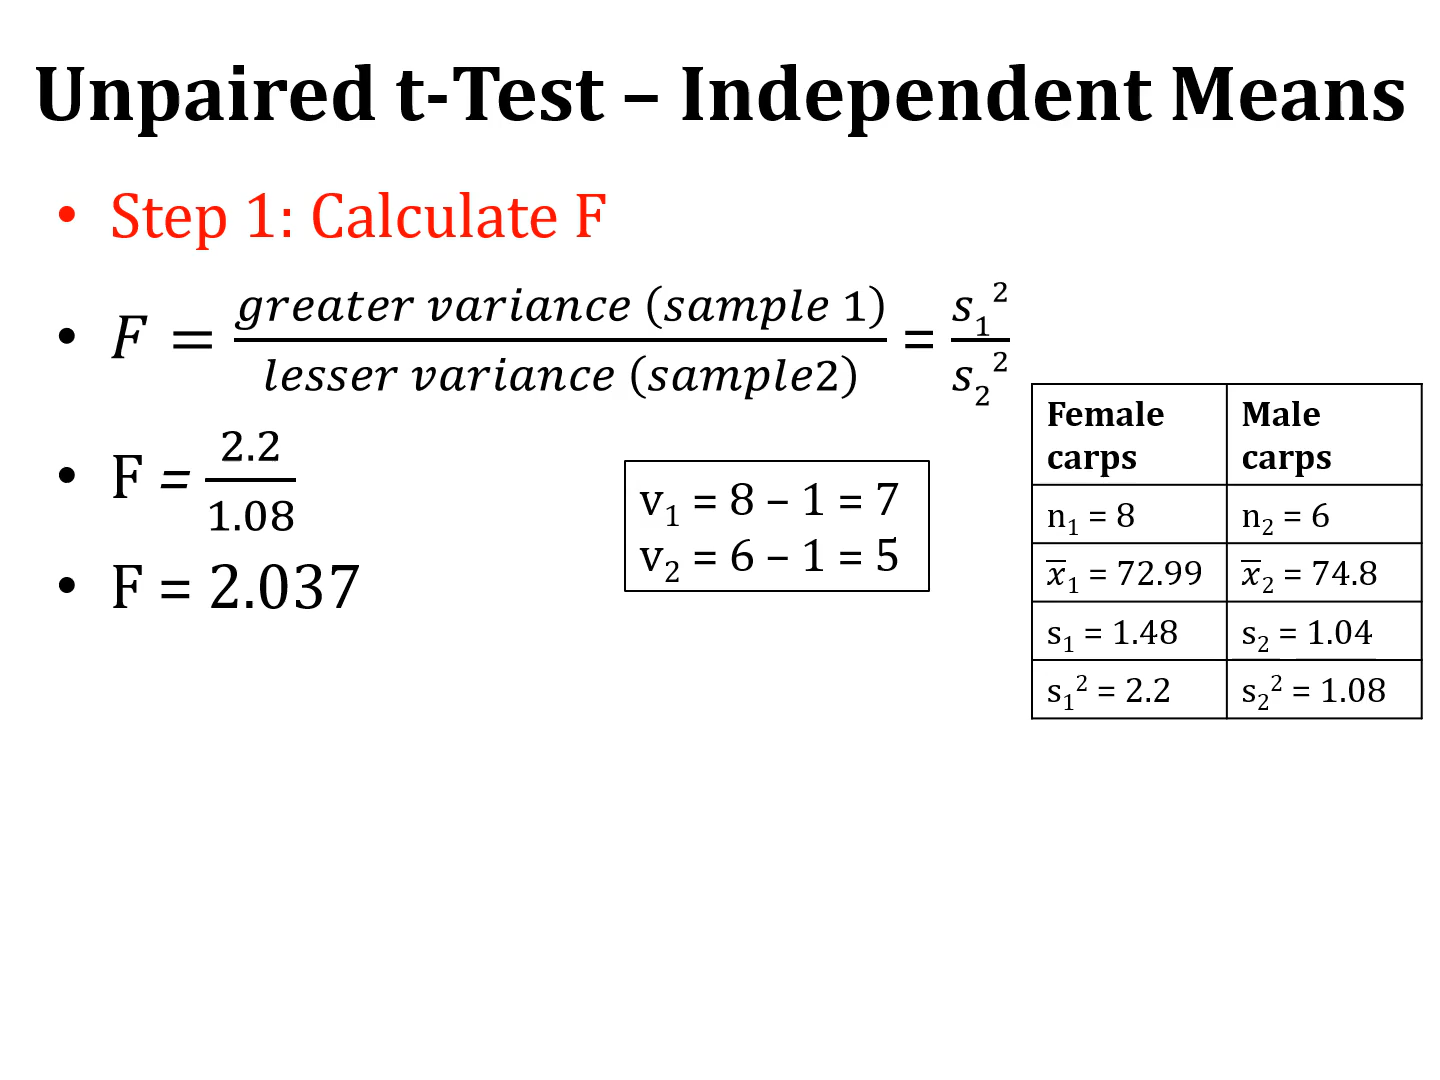 Unpaired t-Test – Independent Means
• Step 1: Calculate F
• F = greater variance (sample 1) / lesser variance (sample2) = s₁² / s₂²
• F = 2.2 / 1.08
• F = 2.037
v₁ = 8 – 1 = 7
v₂ = 6 – 1 = 5
Female carps | Male carps
n₁ = 8 | n₂ = 6
x̅₁ = 72.99 | x̅₂ = 74.8
s₁ = 1.48 | s₂ = 1.04
s₁² = 2.2 | s₂² = 1.08